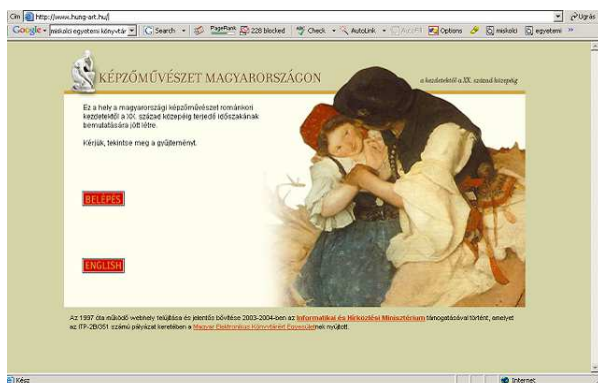 Cím http://www.hung-art.hu/ Ugrás
Google miskolci egyetemi könyvtár Search PageRank 228 blocked Check AutoLink AutoFill Options miskolci egyetemi
KÉPZŐMŰVÉSZET MAGYARORSZÁGON
a kezdetektől a XX. század közepéig
Ez a hely a magyarországi képzőművészet románkori
kezdetektől a XX. század közepéig terjedő időszakának
bemutatására jött létre.
Kérjük, tekintse meg a gyűjteményt.
BELÉPÉS
ENGLISH
Az 1997 óta működő webhely felújítása és jelentős bővítése 2003-2004-ben az Informatikai és Hírközlési Minisztérium támogatásával történt, amelyet
az ITP-2B/351 számú pályázat keretében a Magyar Elektronikus Könyvtárért Egyesületnek nyújtott.
Kész Internet